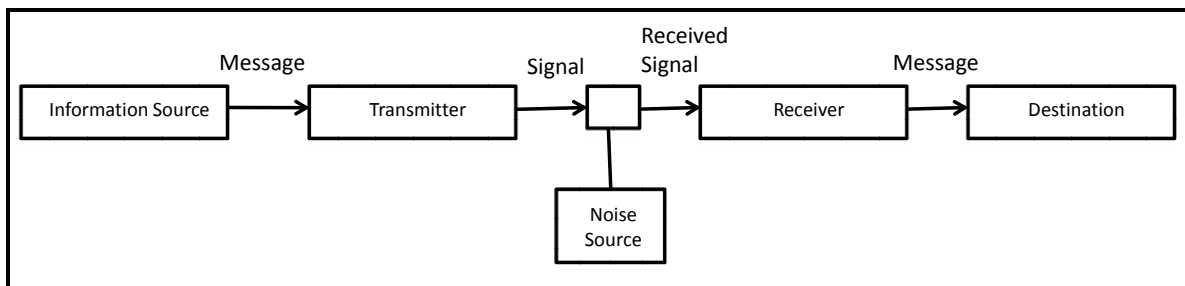 Received
Message
Signal
Signal
Message
Information Source
Transmitter
Receiver
Destination
Noise
Source